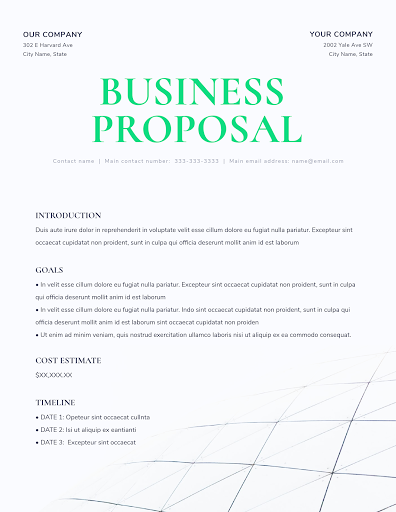 OUR COMPANY
302 E Harvard Ave
City Name, State
YOUR COMPANY
2002 Yale Ave SW
City Name, State
BUSINESS
PROPOSAL
Contact name | Main contact number: 333-333-3333 | Main email address: name@email.com
INTRODUCTION
Duis aute irure dolor in reprehenderit in voluptate velit esse cillum dolore eu fugiat nulla pariatur. Excepteur sint
occaecat cupidatat non proident, sunt in culpa qui officia deserunt mollit anim id est laborum
GOALS
• In velit esse cillum dolore eu fugiat nulla pariatur. Excepteur sint occaecat cupidatat non proident, sunt in culpa
qui officia deserunt mollit anim id est laborum
• In velit esse cillum dolore eu fugiat nulla pariatur. Indo sint occaecat cupidatat non proident, sunt in culpa qui
officia deserunt mollit anim id est laborum sint occaecat cupidatat non proiden
• Ut enim ad minim veniam, quis nostrud exercitation ullamco laboris nisi ut aliquip ex ea commodo consequat.
COST ESTIMATE
$XX,XXX.XX
TIMELINE
• DATE 1: Opeteur sint occaecat cullnta
• DATE 2: Isi ut aliquip ex eantianti
• DATE 3: Excepteur sint occaecat